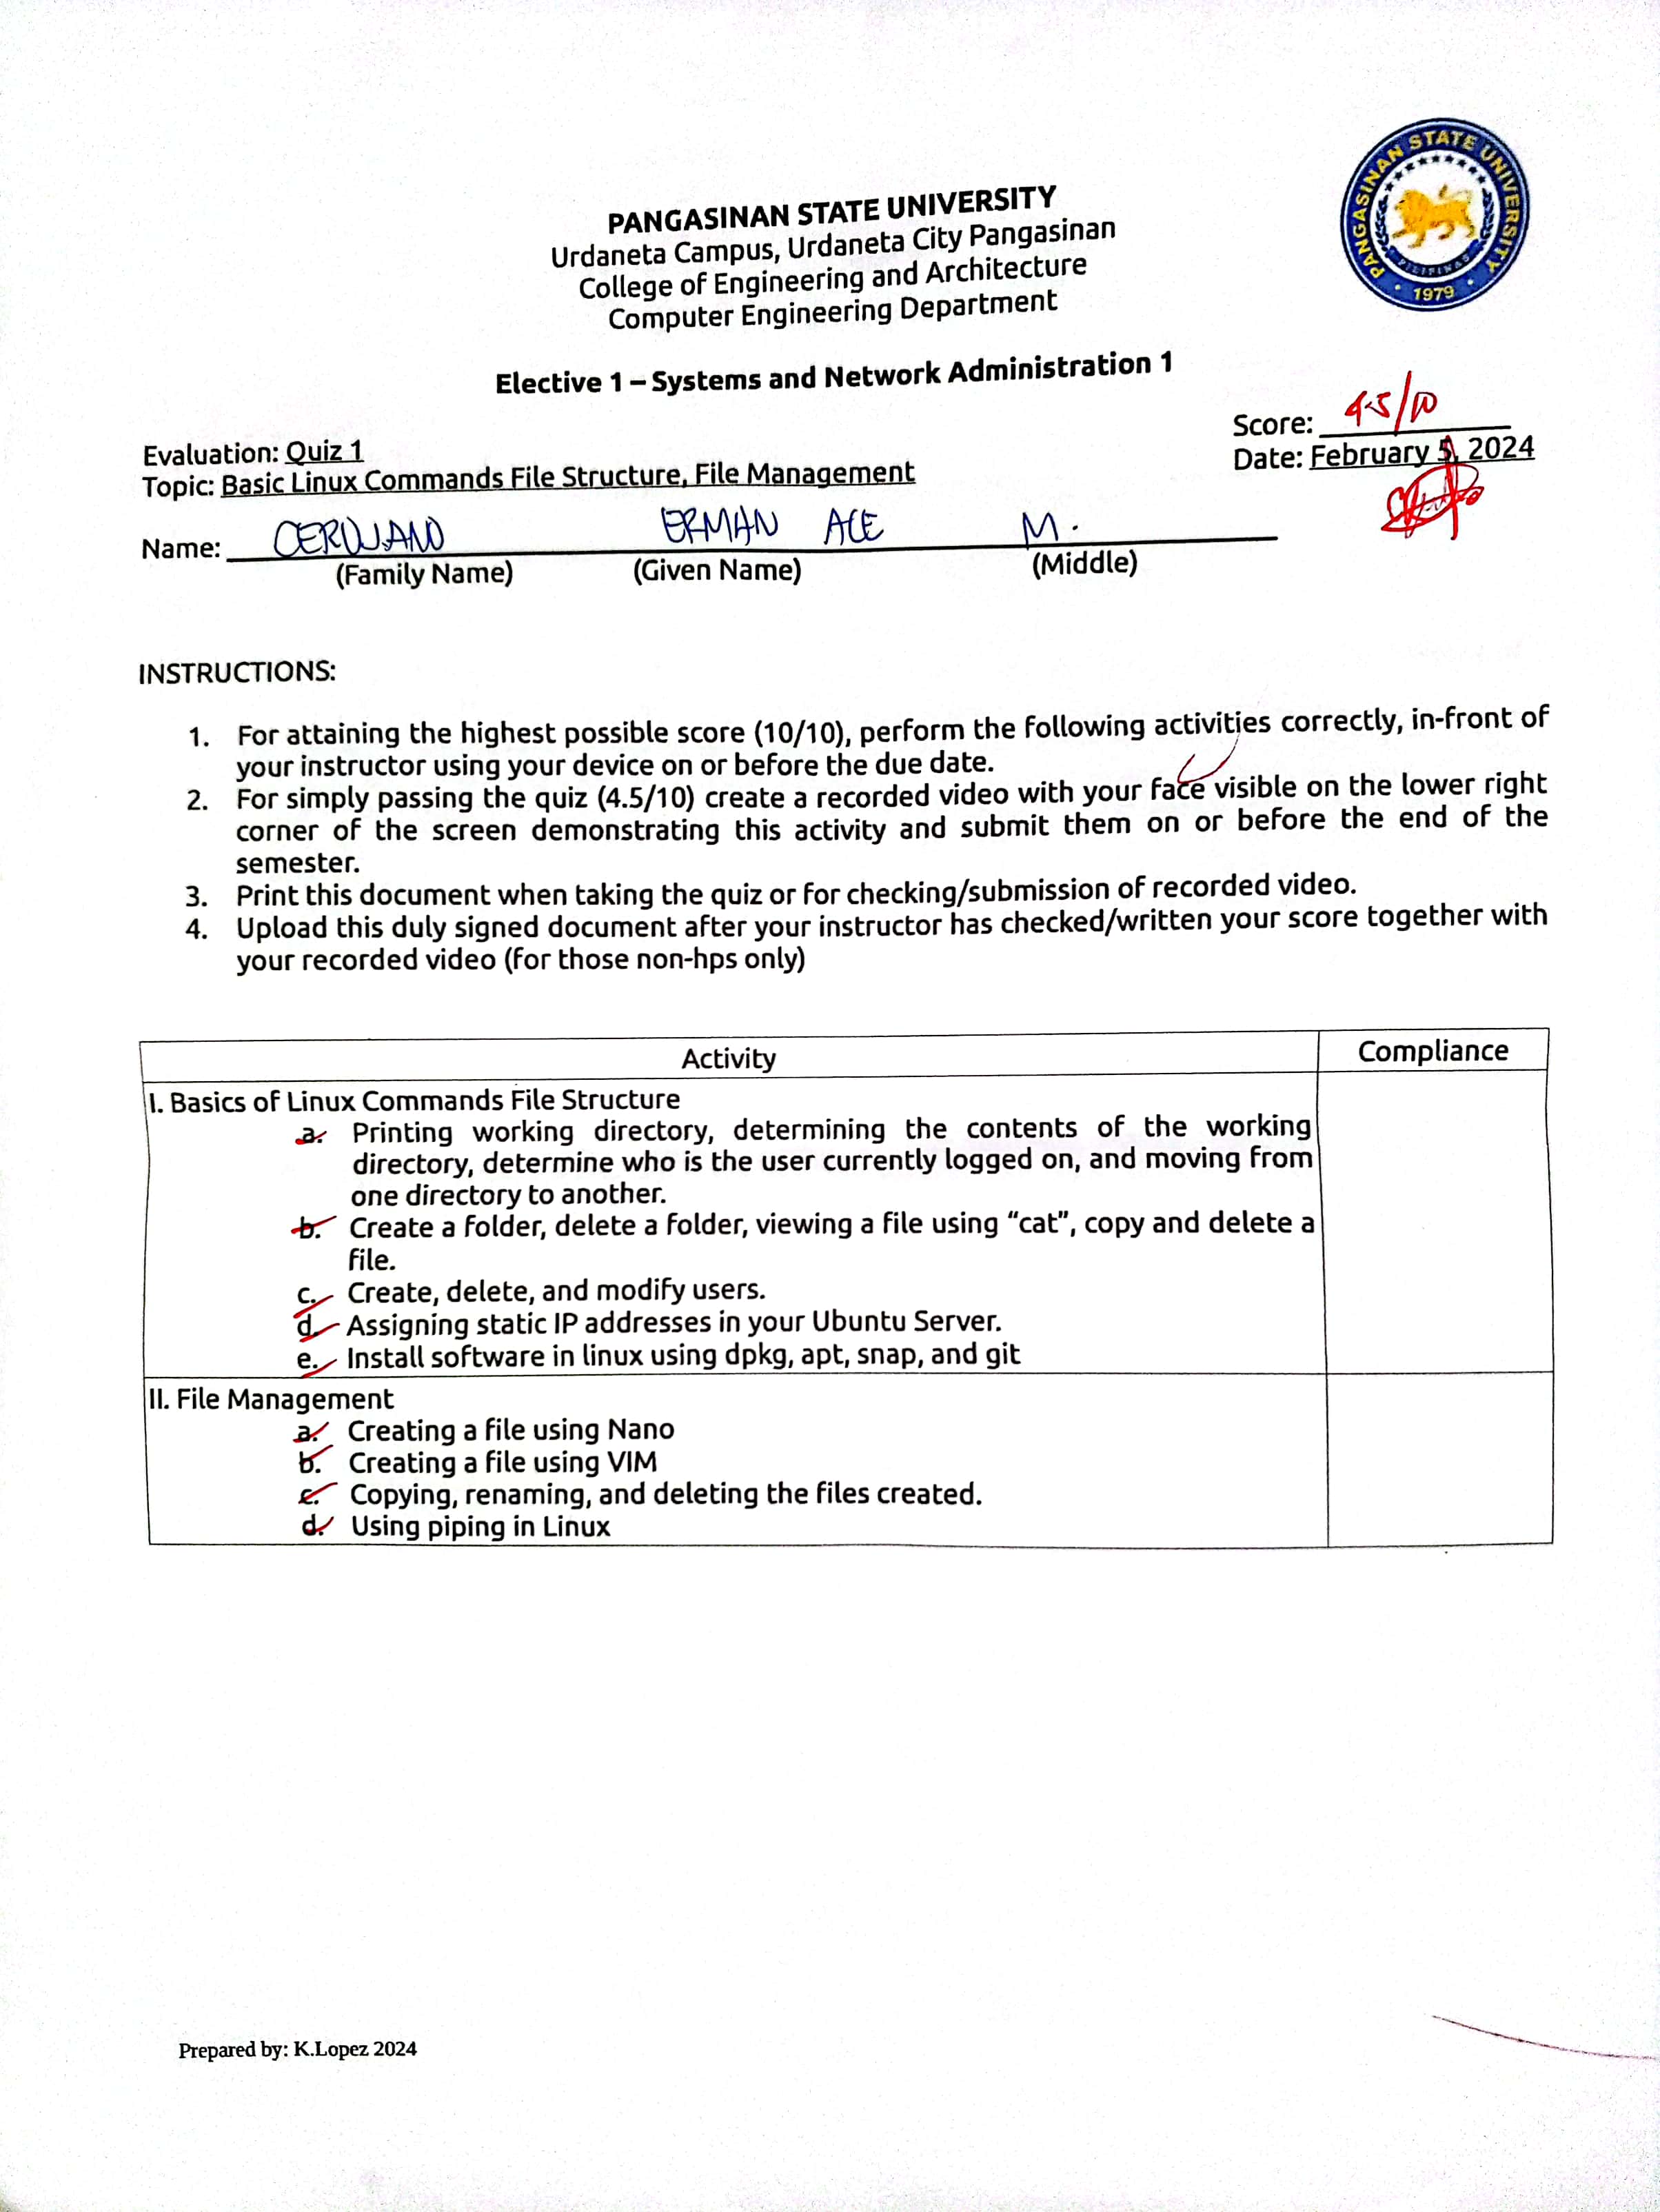 PANGASINAN STATE UNIVERSITY
Urdaneta Campus, Urdaneta City Pangasinan
College of Engineering and Architecture
Computer Engineering Department
PANGASINAN STATE UNIVERSITY
PILIPINAS
1979
Elective 1 – Systems and Network Administration 1
Score: 4.5/10
Evaluation: Quiz 1
Date: February 5, 2024
Topic: Basic Linux Commands File Structure, File Management
Name: ERMAN ACE M.
(Family Name) (Given Name) (Middle)
INSTRUCTIONS:
1. For attaining the highest possible score (10/10), perform the following activities correctly, in-front of
your instructor using your device on or before the due date.
2. For simply passing the quiz (4.5/10) create a recorded video with your face visible on the lower right
corner of the screen demonstrating this activity and submit them on or before the end of the
semester.
3. Print this document when taking the quiz or for checking/submission of recorded video.
4. Upload this duly signed document after your instructor has checked/written your score together with
your recorded video (for those non-hps only)
Activity Compliance
I. Basics of Linux Commands File Structure
a. Printing working directory, determining the contents of the working
directory, determine who is the user currently logged on, and moving from
one directory to another.
b. Create a folder, delete a folder, viewing a file using “cat”, copy and delete a
file.
c. Create, delete, and modify users.
d. Assigning static IP addresses in your Ubuntu Server.
e. Install software in linux using dpkg, apt, snap, and git
II. File Management
a. Creating a file using Nano
b. Creating a file using VIM
c. Copying, renaming, and deleting the files created.
d. Using piping in Linux
Prepared by: K.Lopez 2024